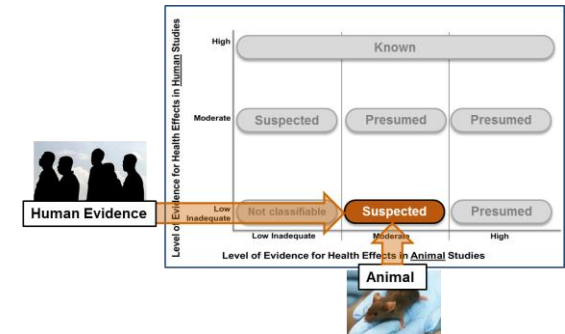 High
Known
Level of Evidence for Health Effects in Human Studies
Moderate
Suspected
Presumed
Presumed
Human Evidence
Low
Inadequate
Not classifiable
Suspected
Presumed
Low Inadequate
Moderate
High
Level of Evidence for Health Effects in Animal Studies
Animal